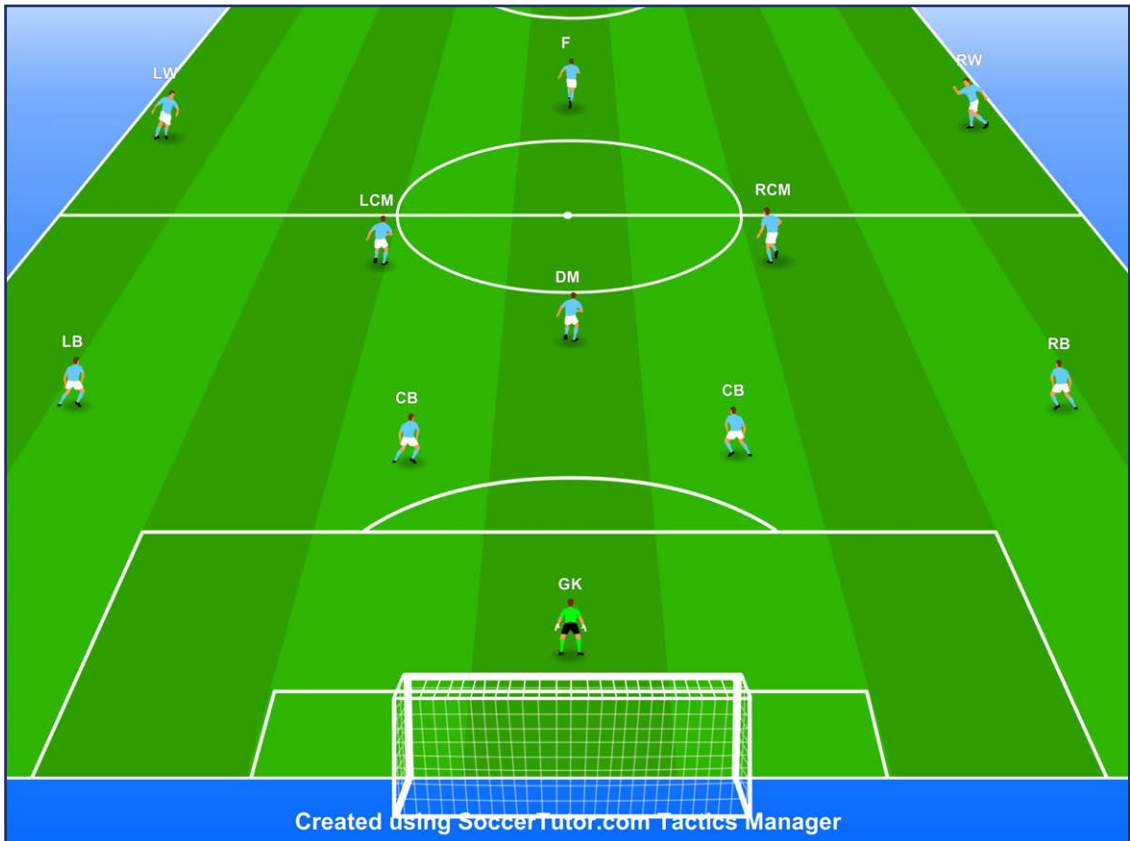 F
LW
RW
LCM
RCM
DM
LB
RB
CB
CB
GK
Created using SoccerTutor.com Tactics Manager